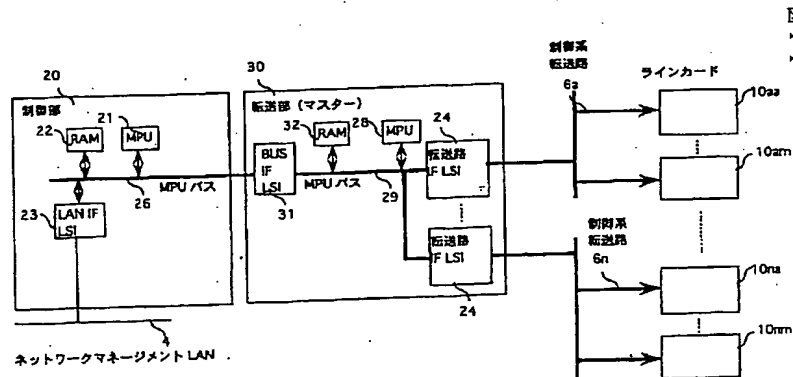 20
制御部
22
RAM
21
MPU
26
MPU バス
23
LAN IF
LSI
4
ネットワークマネージメント LAN
30
転送部 (マスター)
BUS
IF
LSI
31
32
RAM
28
MPU
MPU バス
29
24
転送路
IF LSI
転送路
IF LSI
24
制御系
転送路
6a
制御系
転送路
6n
ラインカード
10aa
10am
10na
10nm